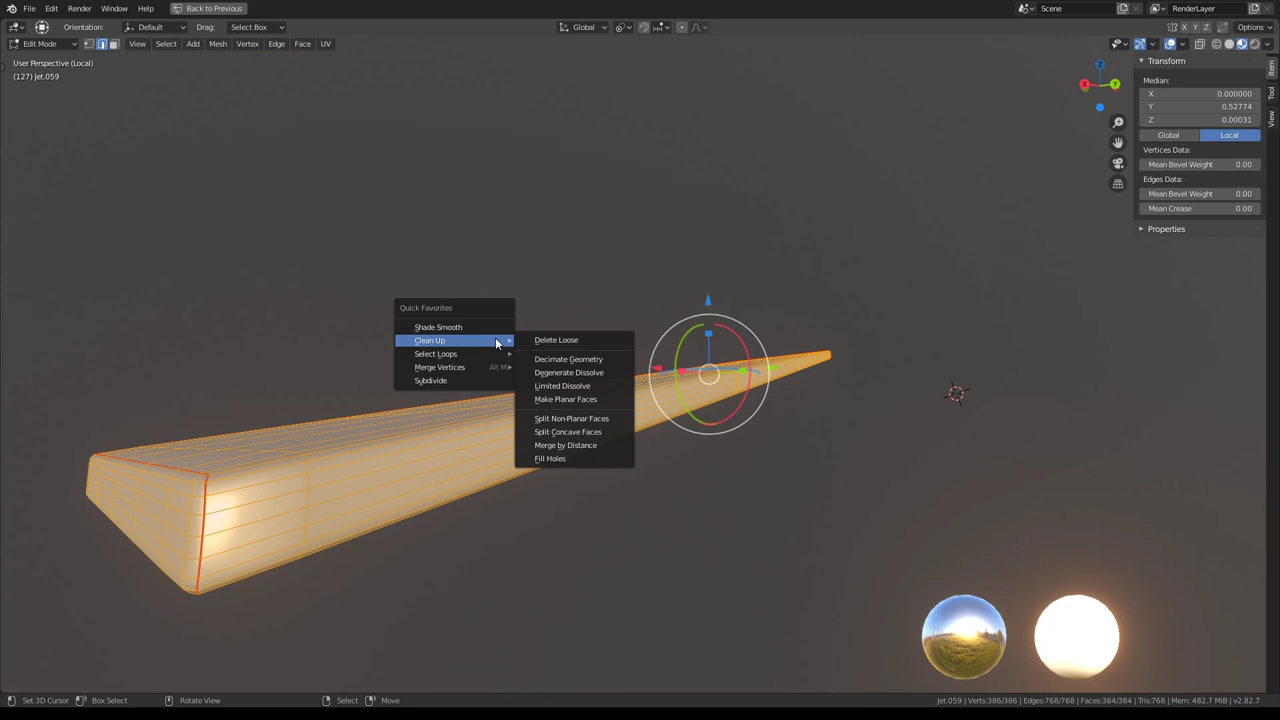 File Edit Render Window Help Back to Previous Scene RenderLayer
Orientation: Default Drag: Select Box Global X Y Z Options
Edit Mode View Select Add Mesh Vertex Edge Face UV
User Perspective (Local)
(127) Jet.059
Z
X Y
Transform
Median:
X 0.000000
Y 0.52774
Z 0.00031
Global Local
Vertices Data:
Mean Bevel Weight 0.00
Edges Data:
Mean Bevel Weight 0.00
Mean Crease 0.00
Properties
Item
Tool
View
Quick Favorites
Shade Smooth
Clean Up
Select Loops
Merge Vertices Alt M
Subdivide
Delete Loose
Decimate Geometry
Degenerate Dissolve
Limited Dissolve
Make Planar Faces
Split Non-Planar Faces
Split Concave Faces
Merge by Distance
Fill Holes
Set 3D Cursor Box Select Rotate View Select Move Jet.059 | Verts:386/386 | Edges:768/768 | Faces:384/384 | Tris:768 | Mem: 482.7 MiB | v2.82.7